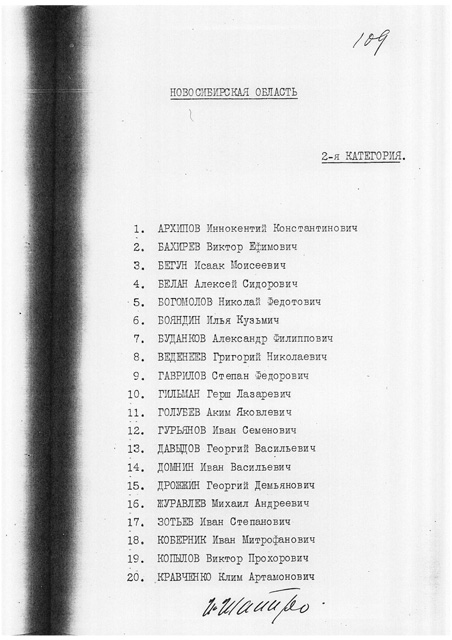 109
НОВОСИБИРСКАЯ ОБЛАСТЬ
2-я КАТЕГОРИЯ.
1. АРХИПОВ Иннокентий Константинович
2. БАХИРЕВ Виктор Ефимович
3. БЕГУН Исаак Моисеевич
4. БЕЛАН Алексей Сидорович
5. БОГОМОЛОВ Николай Федотович
6. БОЯНДИН Илья Кузьмич
7. БУДАНКОВ Александр Филиппович
8. ВЕДЕНЕЕВ Григорий Николаевич
9. ГАВРИЛОВ Степан Федорович
10. ГИЛЬМАН Герш Лазаревич
11. ГОЛУБЕВ Аким Яковлевич
12. ГУРЬЯНОВ Иван Семенович
13. ДАВЫДОВ Георгий Васильевич
14. ДОМНИН Иван Васильевич
15. ДРОЖЖИН Георгий Демьянович
16. ЖУРАВЛЕВ Михаил Андреевич
17. ЗОТЬЕВ Иван Степанович
18. КОБЕРНИК Иван Митрофанович
19. КОПЫЛОВ Виктор Прохорович
20. КРАВЧЕНКО Клим Артамонович
И. Шапиро.